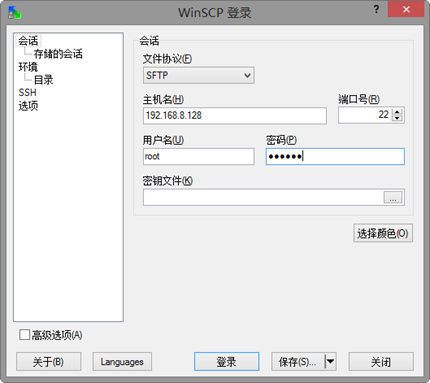 WinSCP 登录
会话
存储的会话
环境
目录
SSH
选项
会话
文件协议(F)
SFTP
主机名(H)
端口号(R)
192.168.8.128
22
用户名(U)
密码(P)
root
●●●●●●
密钥文件(K)
...
选择颜色(O)
高级选项(A)
关于(B)
Languages
登录
保存(S)...
关闭